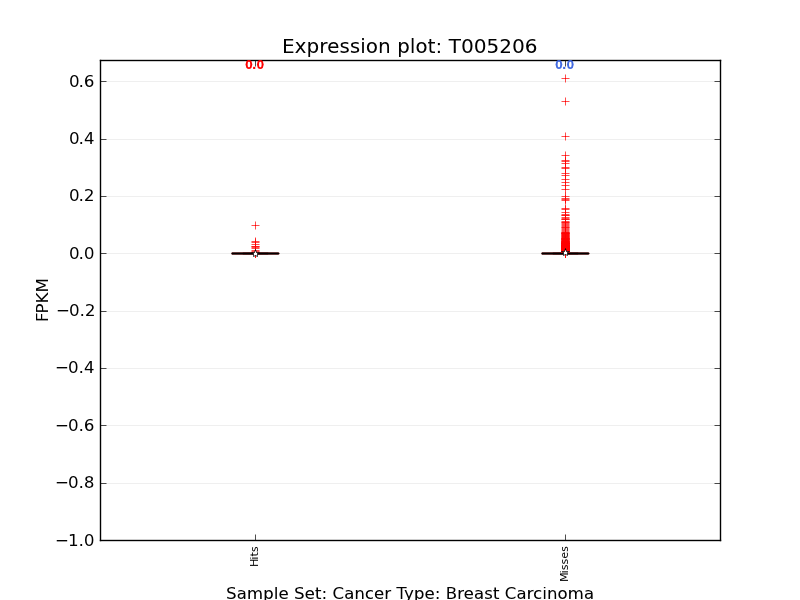 Expression plot: T005206
0.0 0.0
0.6
0.4
0.2
0.0
−0.2
−0.4
−0.6
−0.8
−1.0
FPKM
Hits
Misses
Sample Set: Cancer Type: Breast Carcinoma